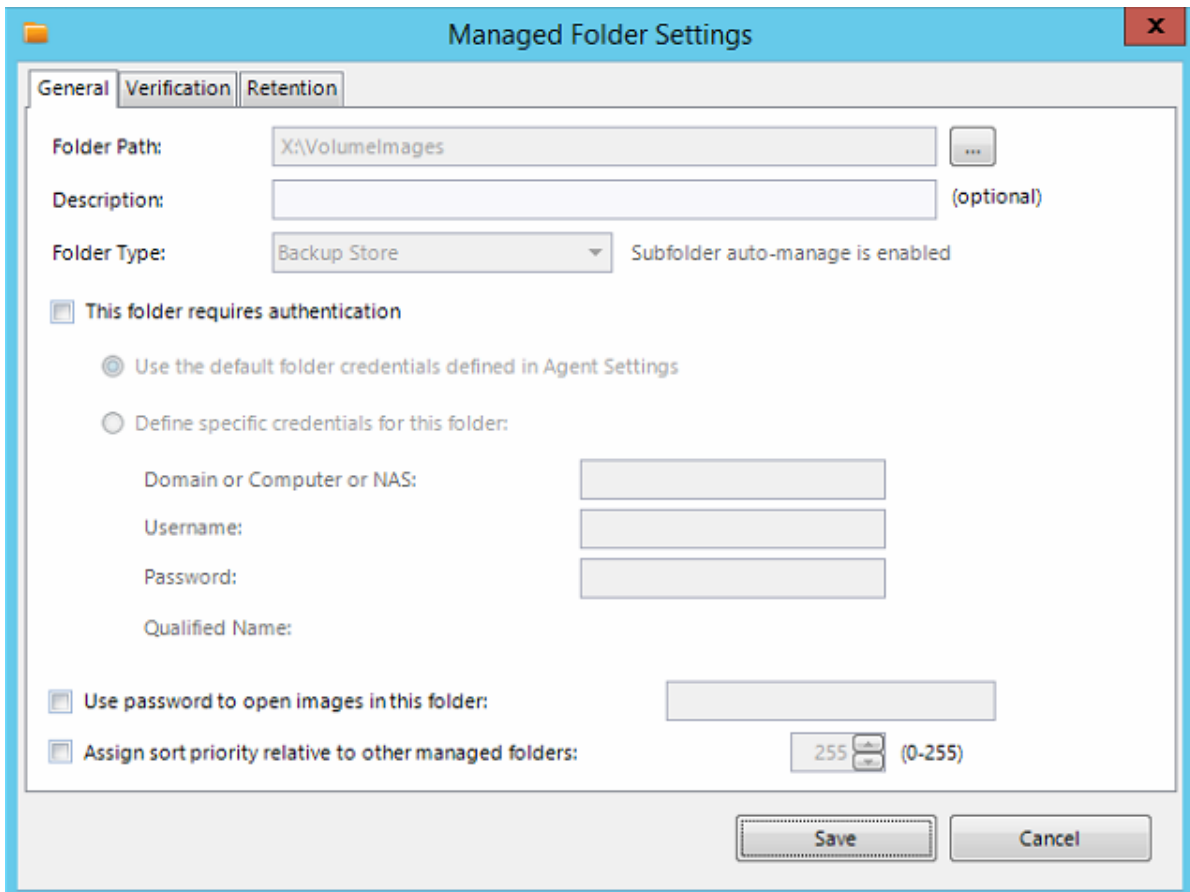 Managed Folder Settings
x
General Verification Retention
Folder Path: X:\VolumeImages ...
Description: (optional)
Folder Type: Backup Store Subfolder auto-manage is enabled
This folder requires authentication
Use the default folder credentials defined in Agent Settings
Define specific credentials for this folder:
Domain or Computer or NAS:
Username:
Password:
Qualified Name:
Use password to open images in this folder:
Assign sort priority relative to other managed folders: 255 (0-255)
Save Cancel